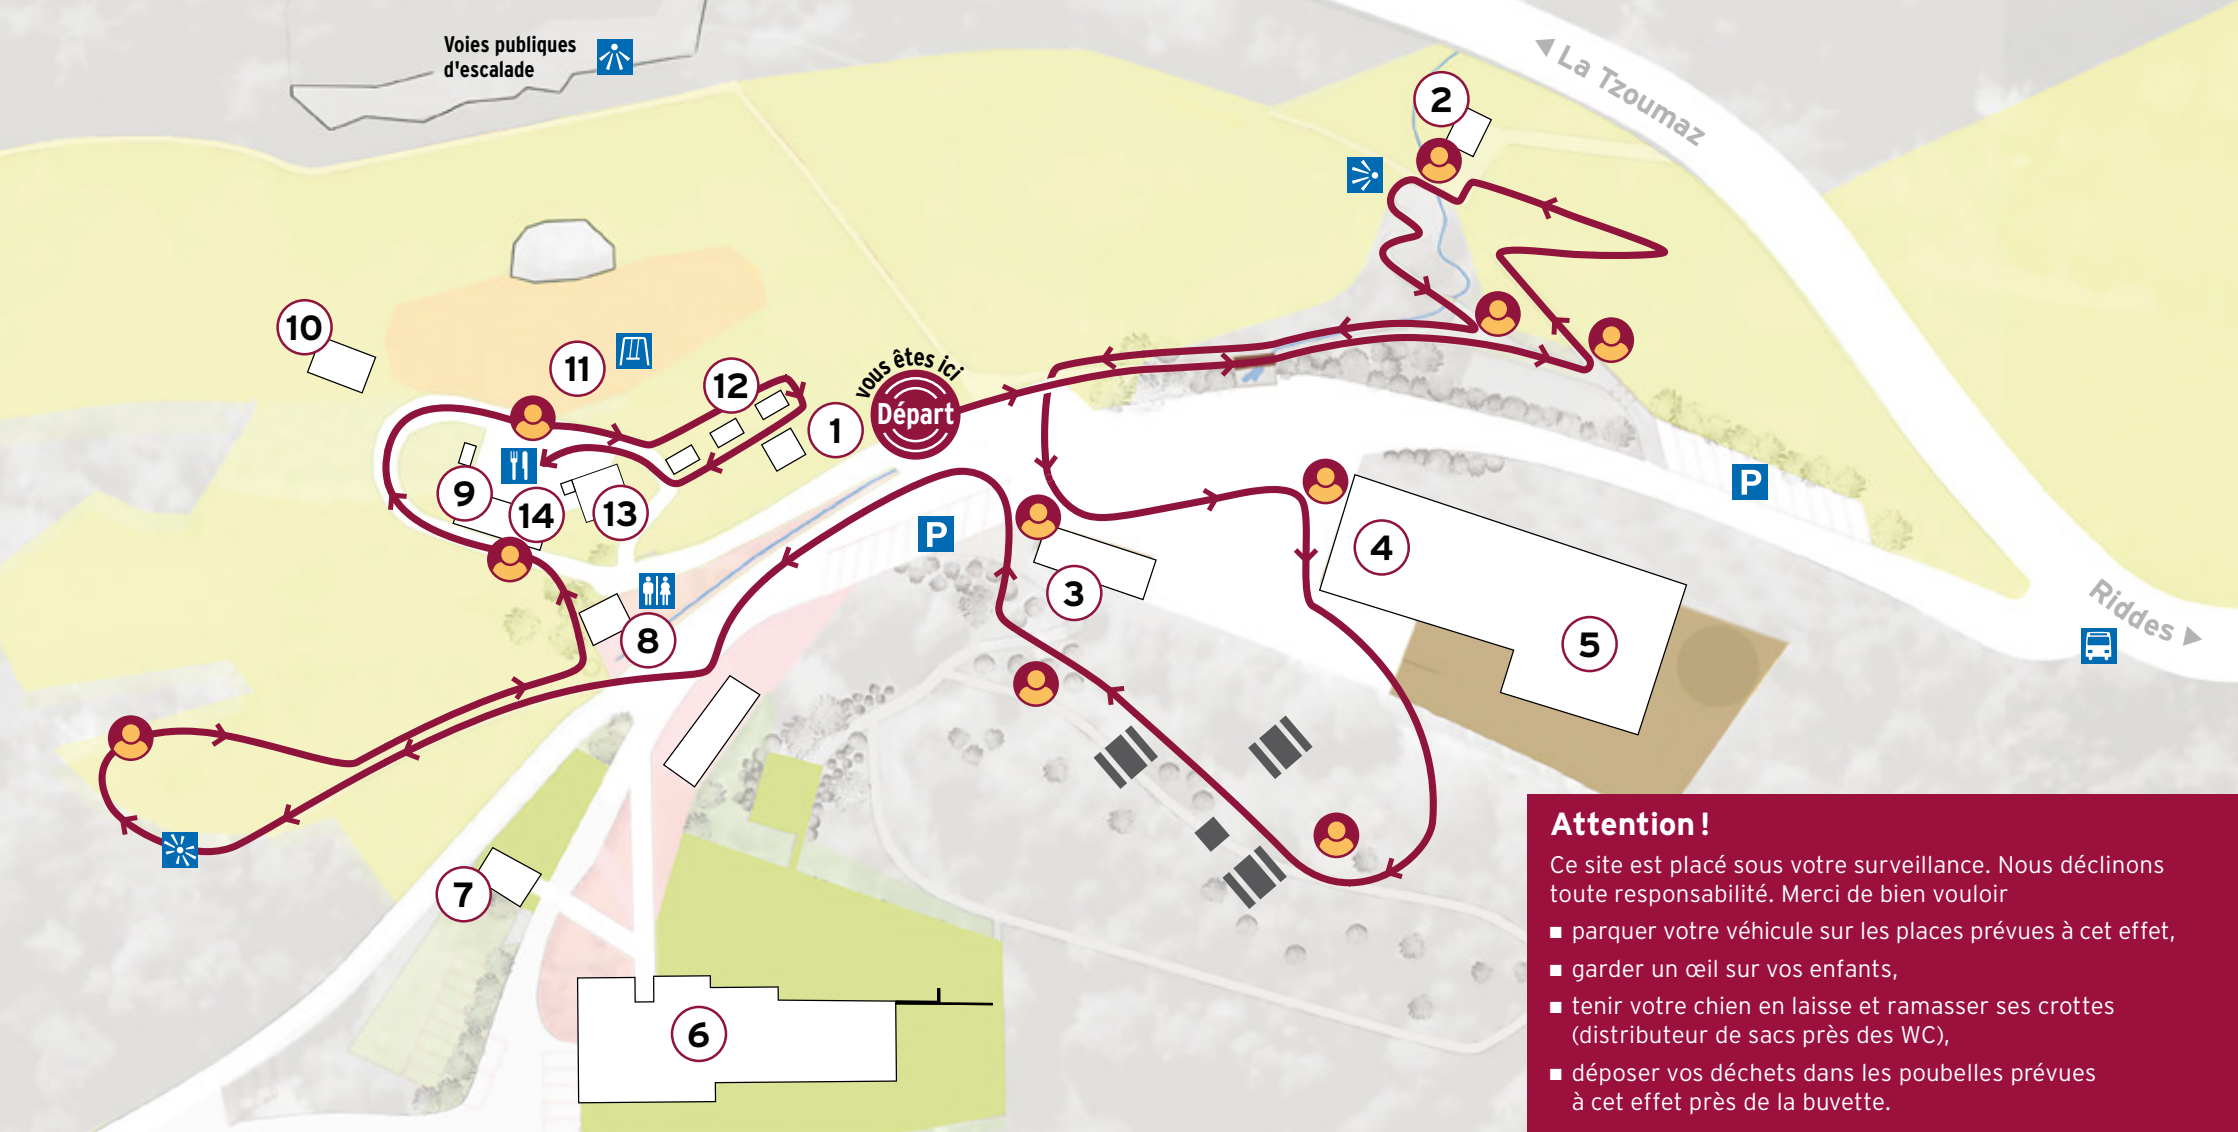 Voies publiques
d'escalade
◀ La Tzoumaz
2
10
11
12
vous êtes ici
Départ
1
9
14
13
P
P
3
4
8
5
Riddes ▶
7
6
Attention !
Ce site est placé sous votre surveillance. Nous déclinons
toute responsabilité. Merci de bien vouloir
■ parquer votre véhicule sur les places prévues à cet effet,
■ garder un œil sur vos enfants,
■ tenir votre chien en laisse et ramasser ses crottes
(distributeur de sacs près des WC),
■ déposer vos déchets dans les poubelles prévues
à cet effet près de la buvette.